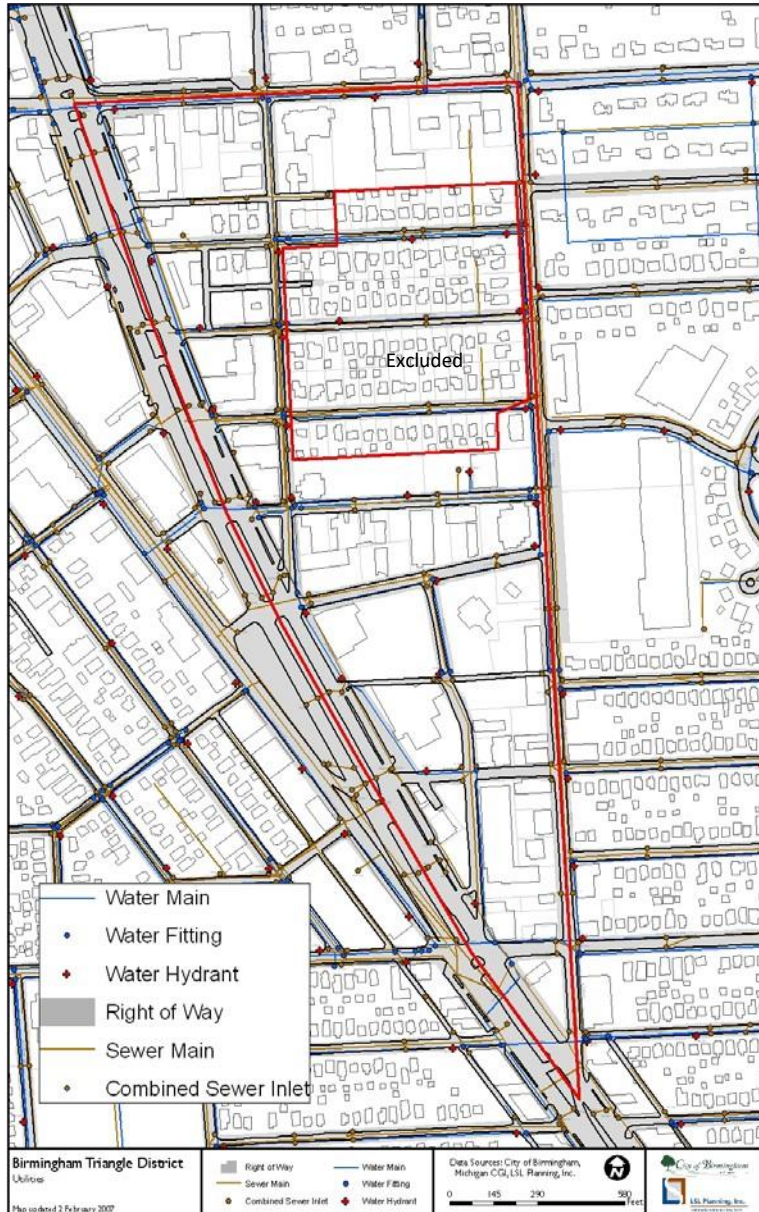 Excluded
Water Main
Water Fitting
Water Hydrant
Right of Way
Sewer Main
Combined Sewer Inlet
Birmingham Triangle District
Utilities
Map updated 2 February 2007
Right of Way
Sewer Main
Combined Sewer Inlet
Water Main
Water Fitting
Water Hydrant
Data Sources: City of Birmingham,
Michigan CGI, LSL Planning, Inc.
0 145 290 580
Feet
City of Birmingham
LSL Planning, Inc.